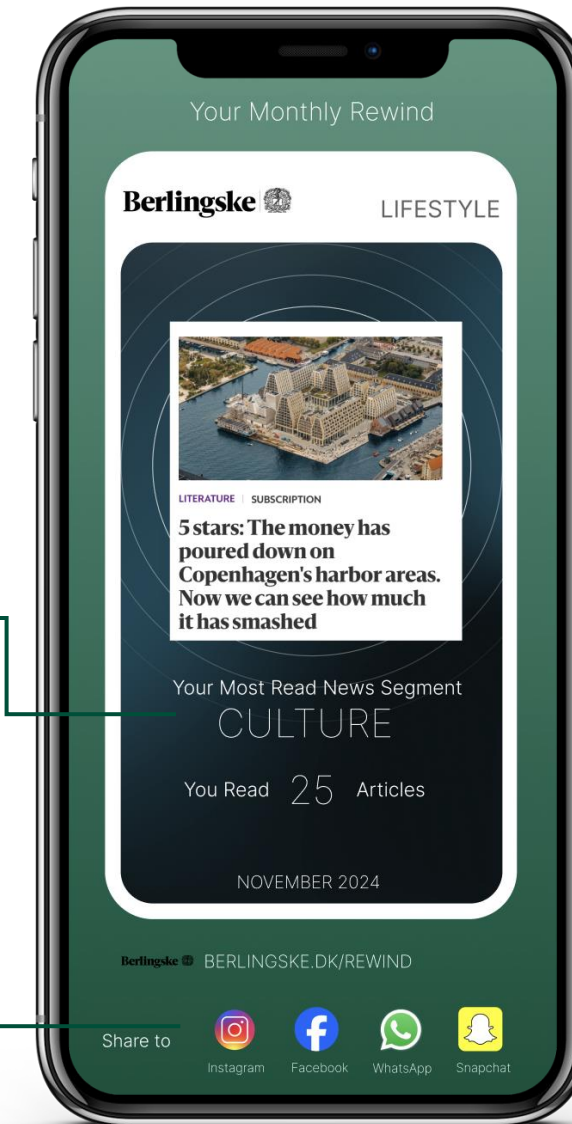 Your Monthly Rewind
Berlingske
LIFESTYLE
LITERATURE | SUBSCRIPTION
5 stars: The money has
poured down on
Copenhagen's harbor areas.
Now we can see how much
it has smashed
Your Most Read News Segment
CULTURE
You Read 25 Articles
NOVEMBER 2024
Berlingske BERLINGSKE.DK/REWIND
Share to
Instagram Facebook WhatsApp Snapchat